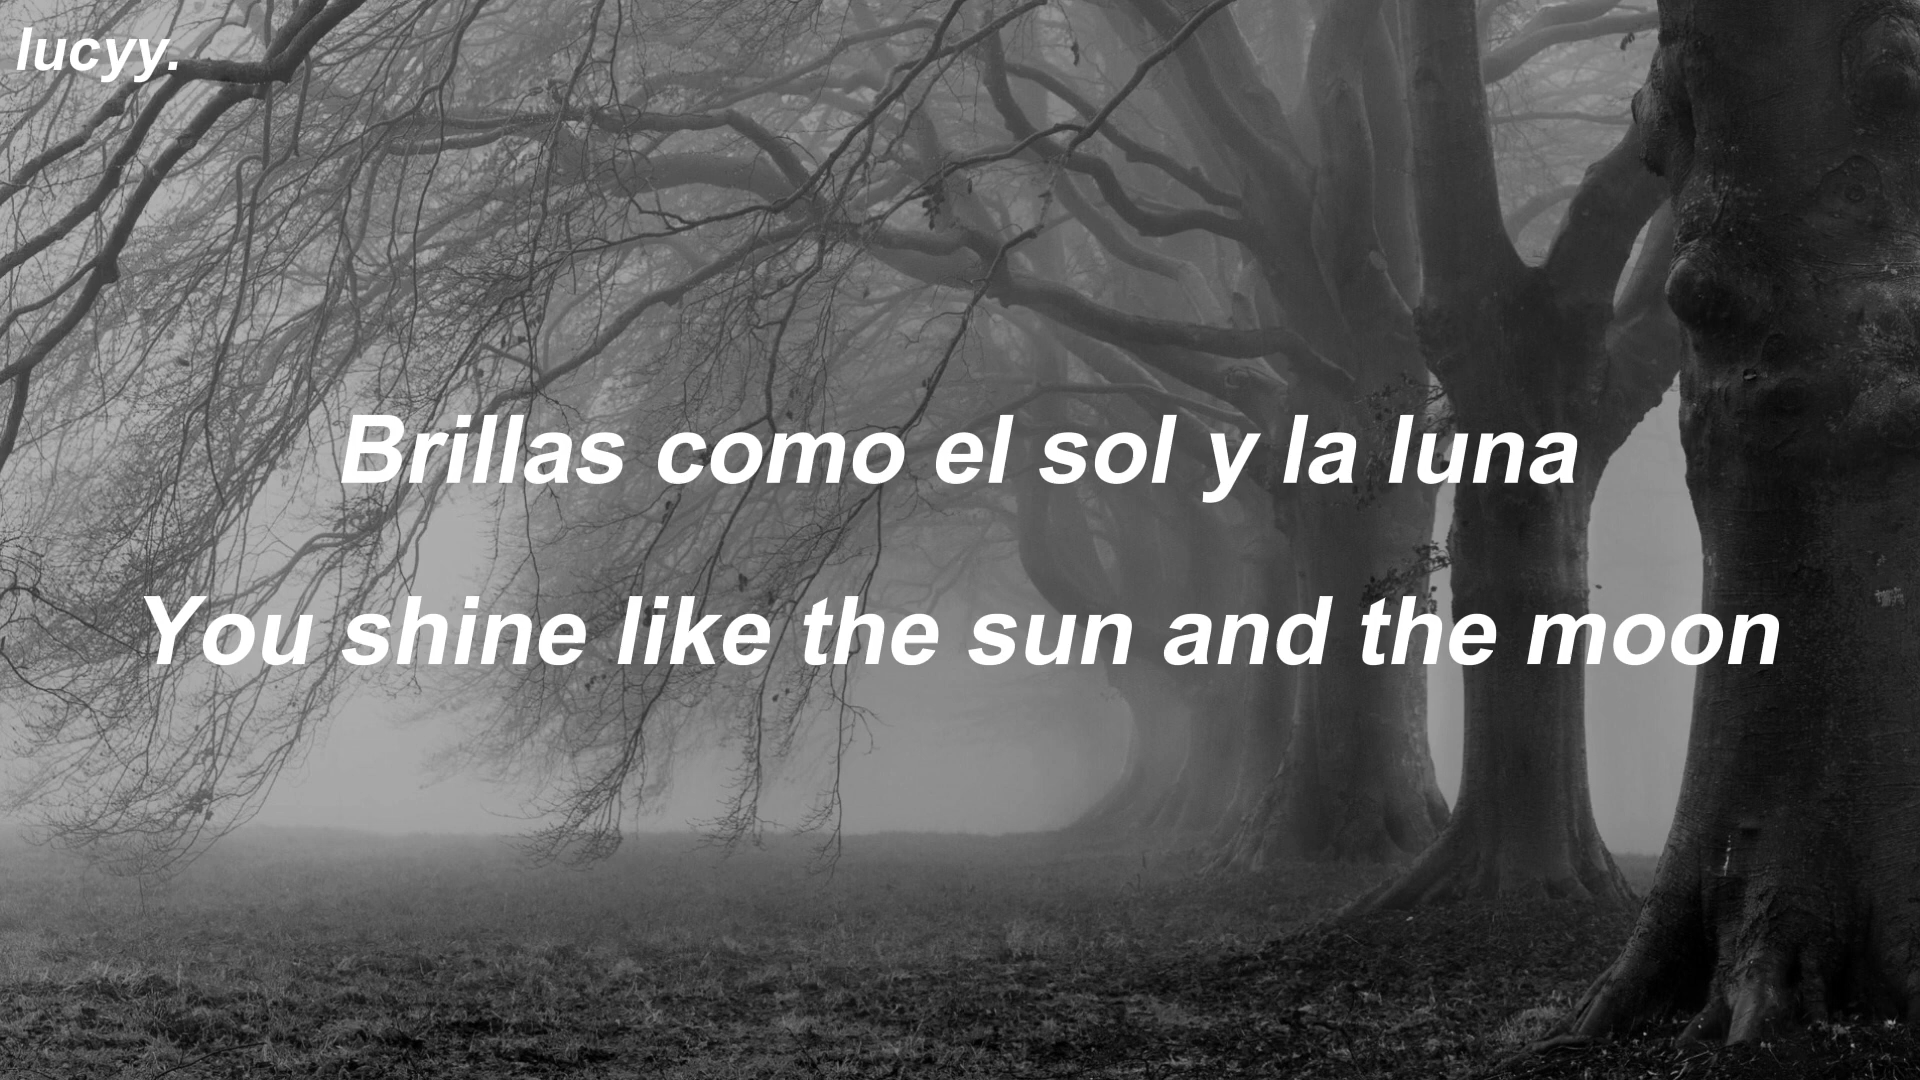 lucyy.
Brillas como el sol y la luna
You shine like the sun and the moon